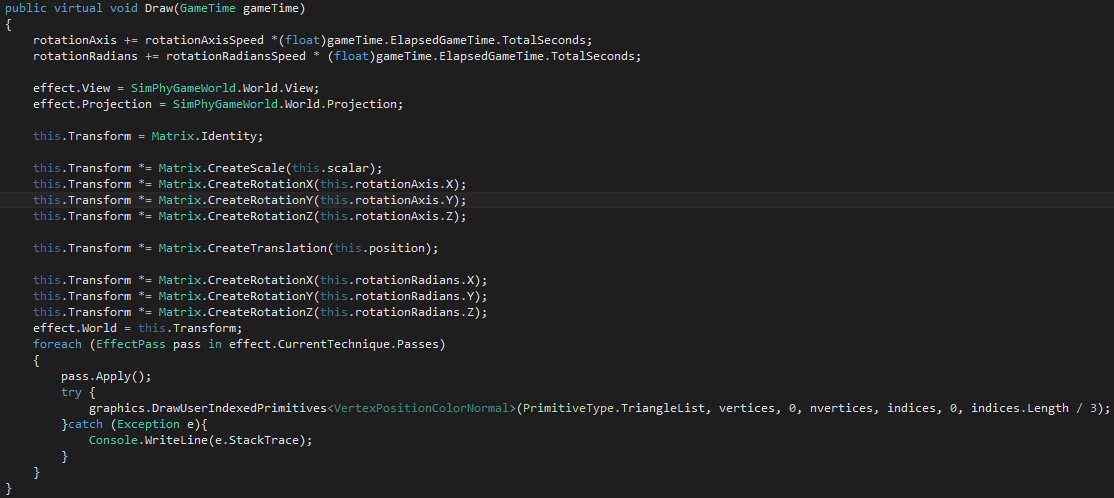 public virtual void Draw(GameTime gameTime)
{
    rotationAxis += rotationAxisSpeed *(float)gameTime.ElapsedGameTime.TotalSeconds;
    rotationRadians += rotationRadiansSpeed * (float)gameTime.ElapsedGameTime.TotalSeconds;

    effect.View = SimPhyGameWorld.World.View;
    effect.Projection = SimPhyGameWorld.World.Projection;

    this.Transform = Matrix.Identity;

    this.Transform *= Matrix.CreateScale(this.scalar);
    this.Transform *= Matrix.CreateRotationX(this.rotationAxis.X);
    this.Transform *= Matrix.CreateRotationY(this.rotationAxis.Y);
    this.Transform *= Matrix.CreateRotationZ(this.rotationAxis.Z);

    this.Transform *= Matrix.CreateTranslation(this.position);

    this.Transform *= Matrix.CreateRotationX(this.rotationRadians.X);
    this.Transform *= Matrix.CreateRotationY(this.rotationRadians.Y);
    this.Transform *= Matrix.CreateRotationZ(this.rotationRadians.Z);
    effect.World = this.Transform;
    foreach (EffectPass pass in effect.CurrentTechnique.Passes)
    {
        pass.Apply();
        try {
            graphics.DrawUserIndexedPrimitives<VertexPositionColorNormal>(PrimitiveType.TriangleList, vertices, 0, nvertices, indices, 0, indices.Length / 3);
        }catch (Exception e){
            Console.WriteLine(e.StackTrace);
        }
    }
}